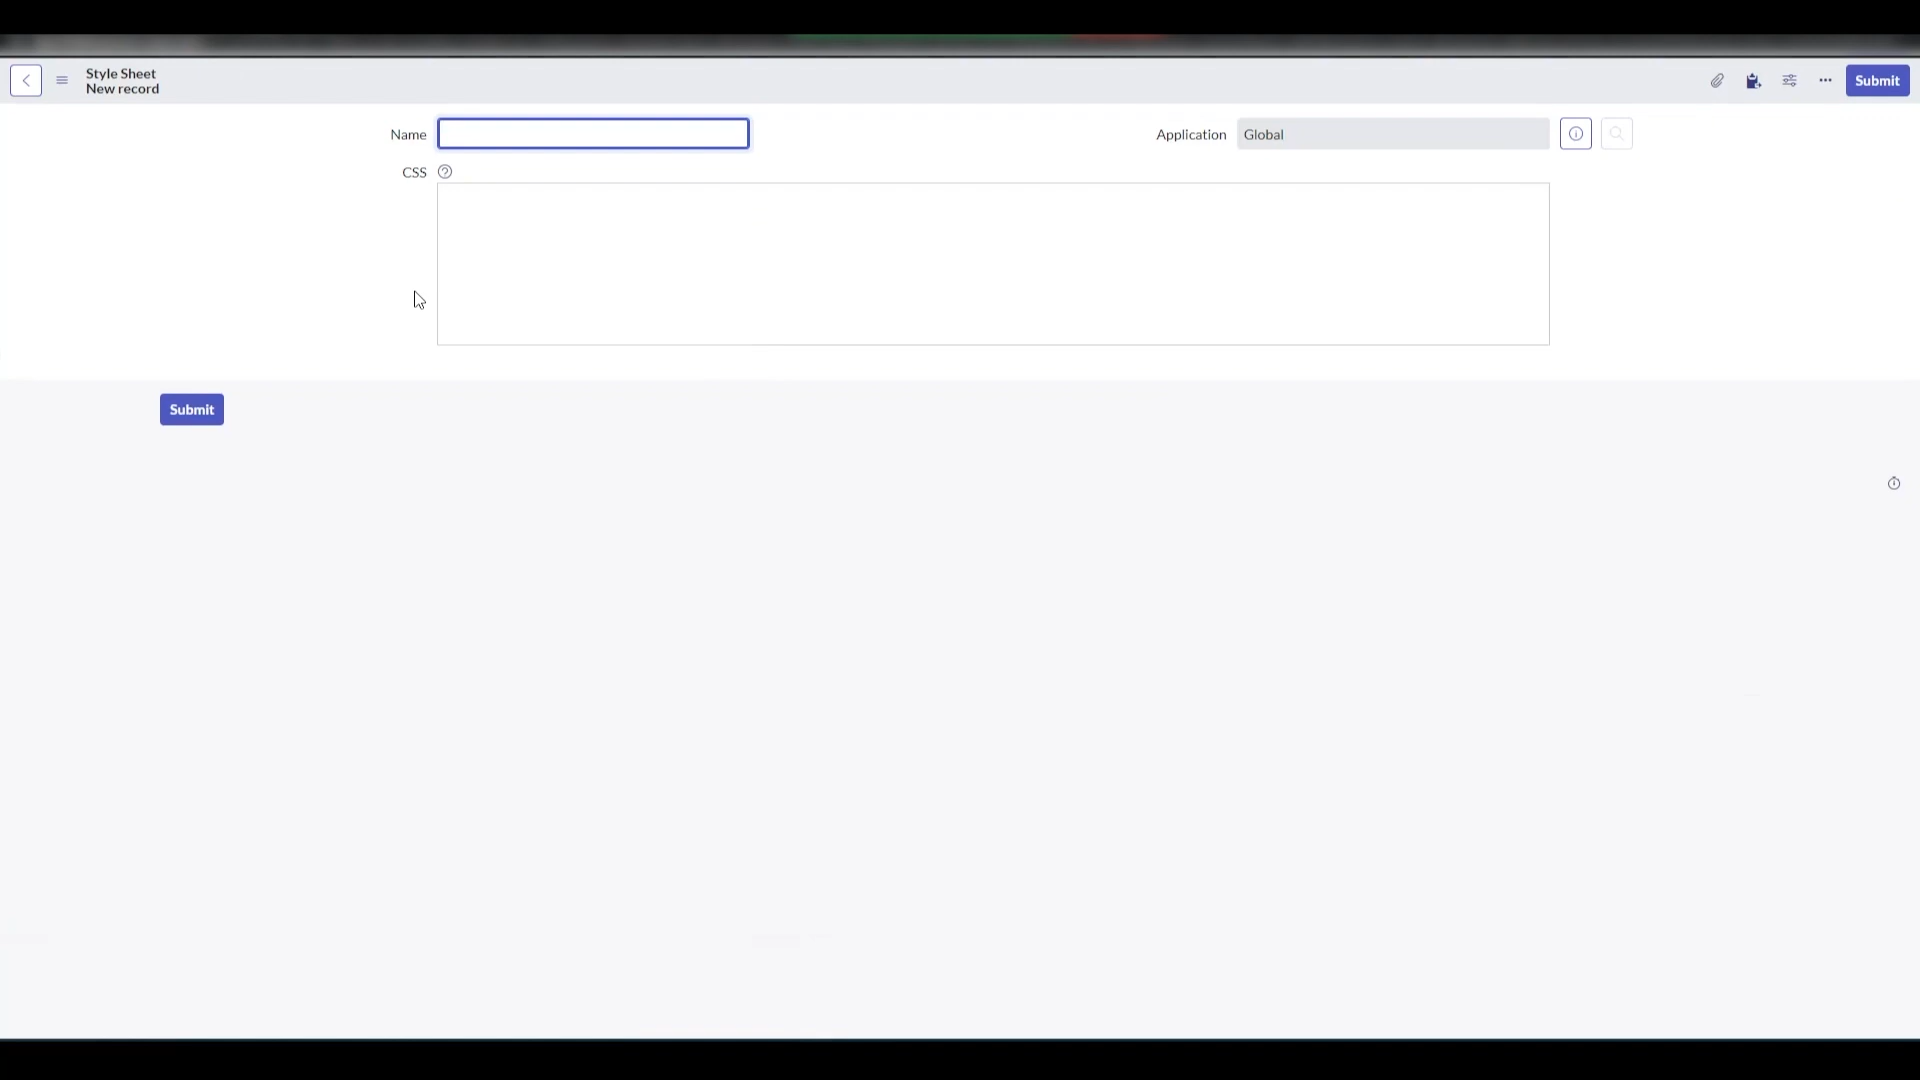 Style Sheet
New record
Submit
Name
Application Global
CSS
Submit